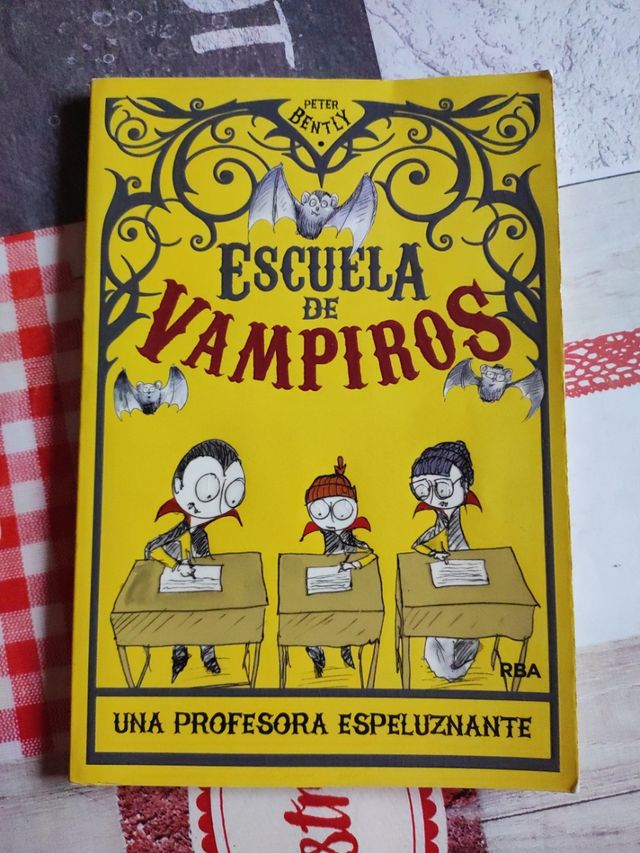 PETER
BENTLY
ESCUELA
DE
VAMPIROS
RBA
UNA PROFESORA ESPELUZNANTE